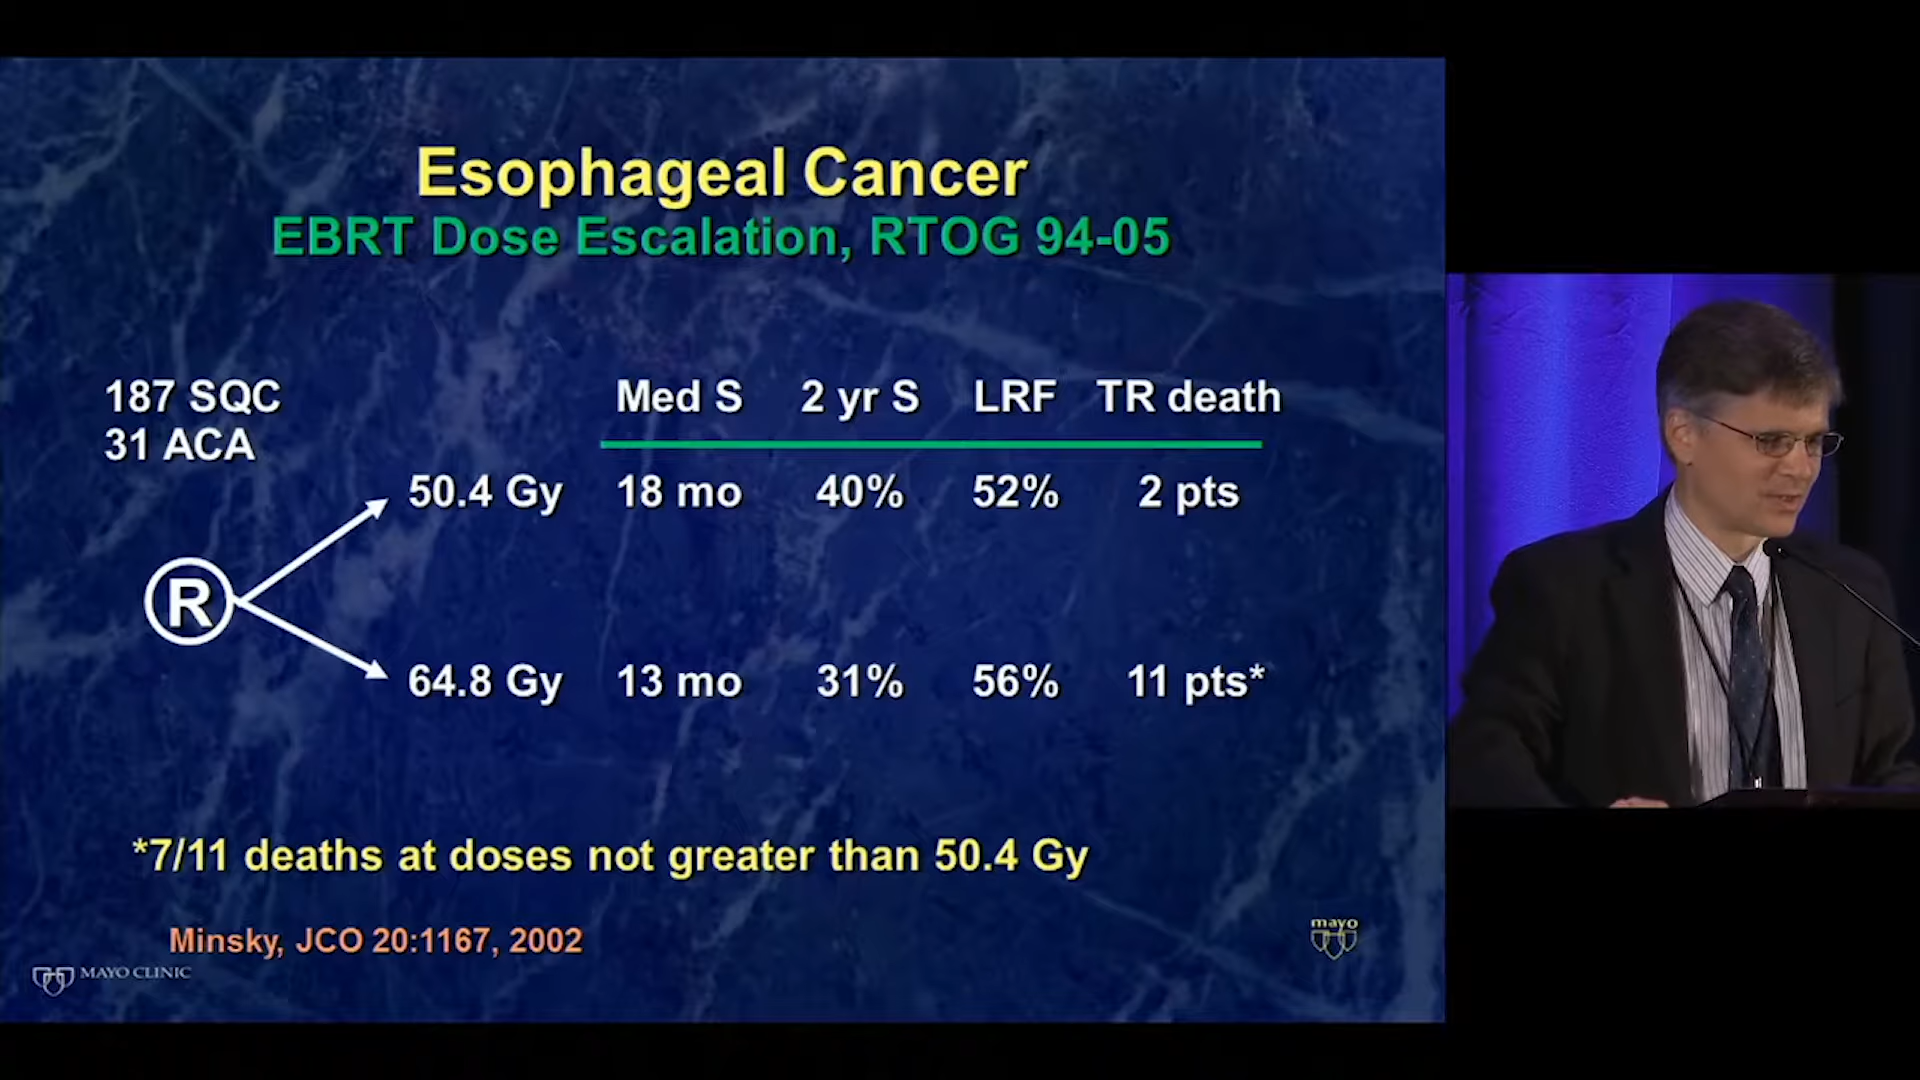 Esophageal Cancer
EBRT Dose Escalation, RTOG 94-05
187 SQC
31 ACA
Med S 2 yr S LRF TR death
50.4 Gy 18 mo 40% 52% 2 pts
R
64.8 Gy 13 mo 31% 56% 11 pts*
*7/11 deaths at doses not greater than 50.4 Gy
Minsky, JCO 20:1167, 2002
mayo
MAYO CLINIC